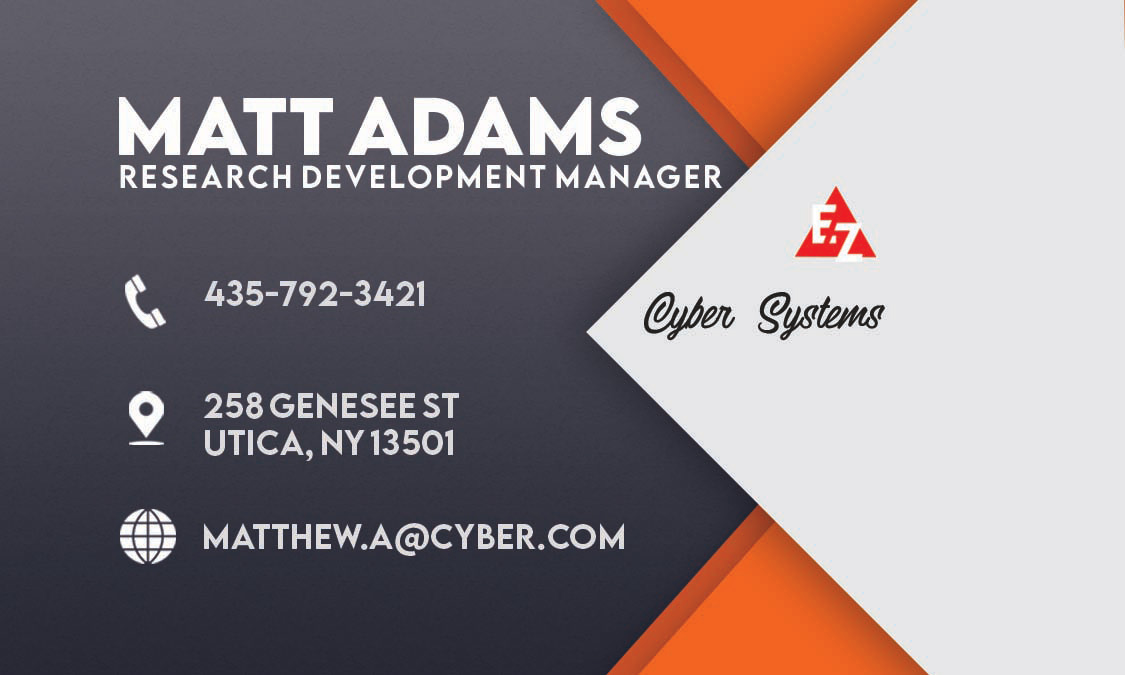 MATT ADAMS
RESEARCH DEVELOPMENT MANAGER
435-792-3421
258 GENESEE ST
UTICA, NY 13501
MATTHEW.A@CYBER.COM
E.Z
Cyber Systems